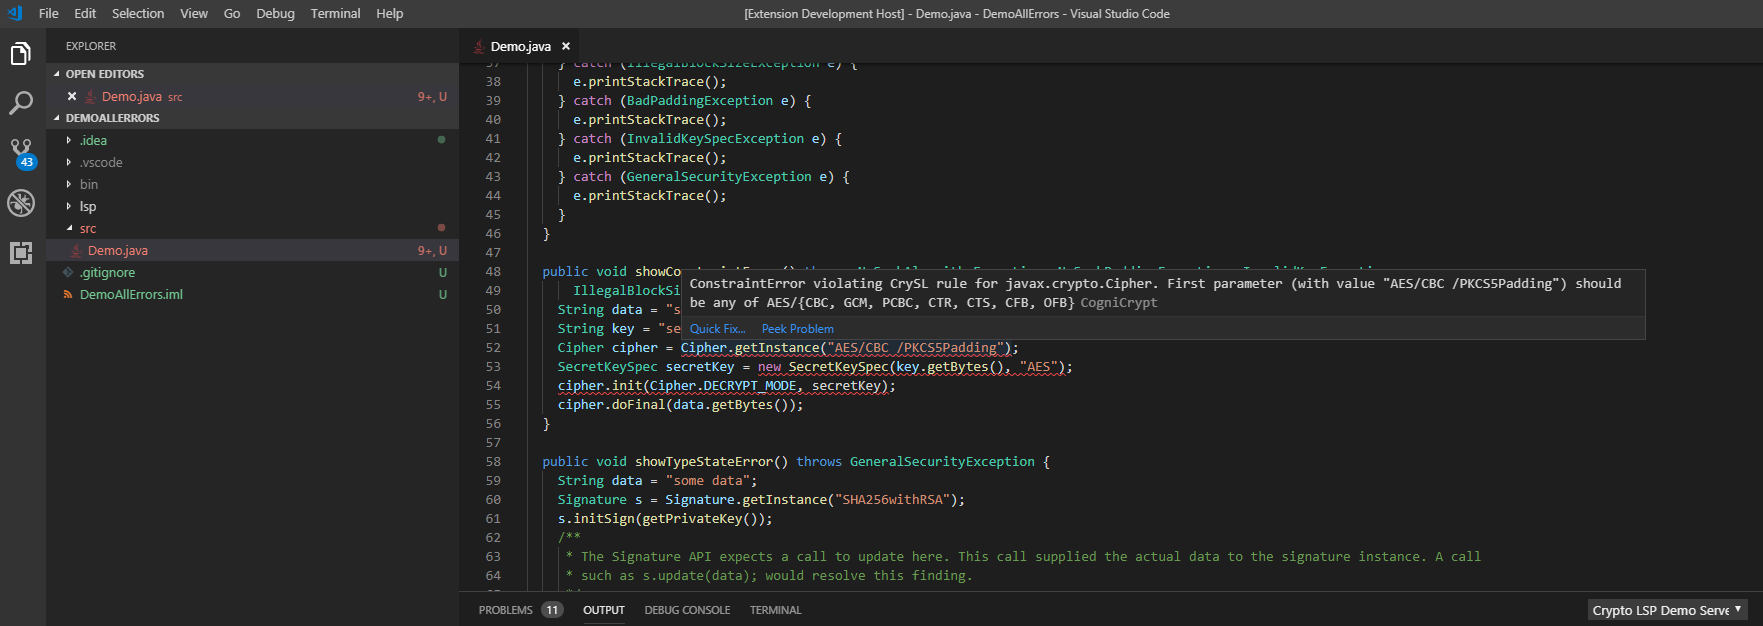 File Edit Selection View Go Debug Terminal Help
[Extension Development Host] - Demo.java - DemoAllErrors - Visual Studio Code
EXPLORER
OPEN EDITORS
Demo.java src 9+, U
DEMOALLERRORS
.idea
.vscode
bin
lsp
src
Demo.java 9+, U
.gitignore U
DemoAllErrors.iml U
43
Demo.java
37 } catch (IllegalBlockSizeException e) {
38 e.printStackTrace();
39 } catch (BadPaddingException e) {
40 e.printStackTrace();
41 } catch (InvalidKeySpecException e) {
42 e.printStackTrace();
43 } catch (GeneralSecurityException e) {
44 e.printStackTrace();
45 }
46 }
47
48 public void showCo
49 IllegalBlockSi
50 String data = "s
51 String key = "se
ConstraintError violating CrySL rule for javax.crypto.Cipher. First parameter (with value "AES/CBC /PKCS5Padding") should
be any of AES/{CBC, GCM, PCBC, CTR, CTS, CFB, OFB} CogniCrypt
Quick Fix... Peek Problem
52 Cipher cipher = Cipher.getInstance("AES/CBC /PKCS5Padding");
53 SecretKeySpec secretKey = new SecretKeySpec(key.getBytes(), "AES");
54 cipher.init(Cipher.DECRYPT_MODE, secretKey);
55 cipher.doFinal(data.getBytes());
56 }
57
58 public void showTypeStateError() throws GeneralSecurityException {
59 String data = "some data";
60 Signature s = Signature.getInstance("SHA256withRSA");
61 s.initSign(getPrivateKey());
62 /**
63 * The Signature API expects a call to update here. This call supplied the actual data to the signature instance. A call
64 * such as s.update(data); would resolve this finding.
PROBLEMS 11 OUTPUT DEBUG CONSOLE TERMINAL
Crypto LSP Demo Serve